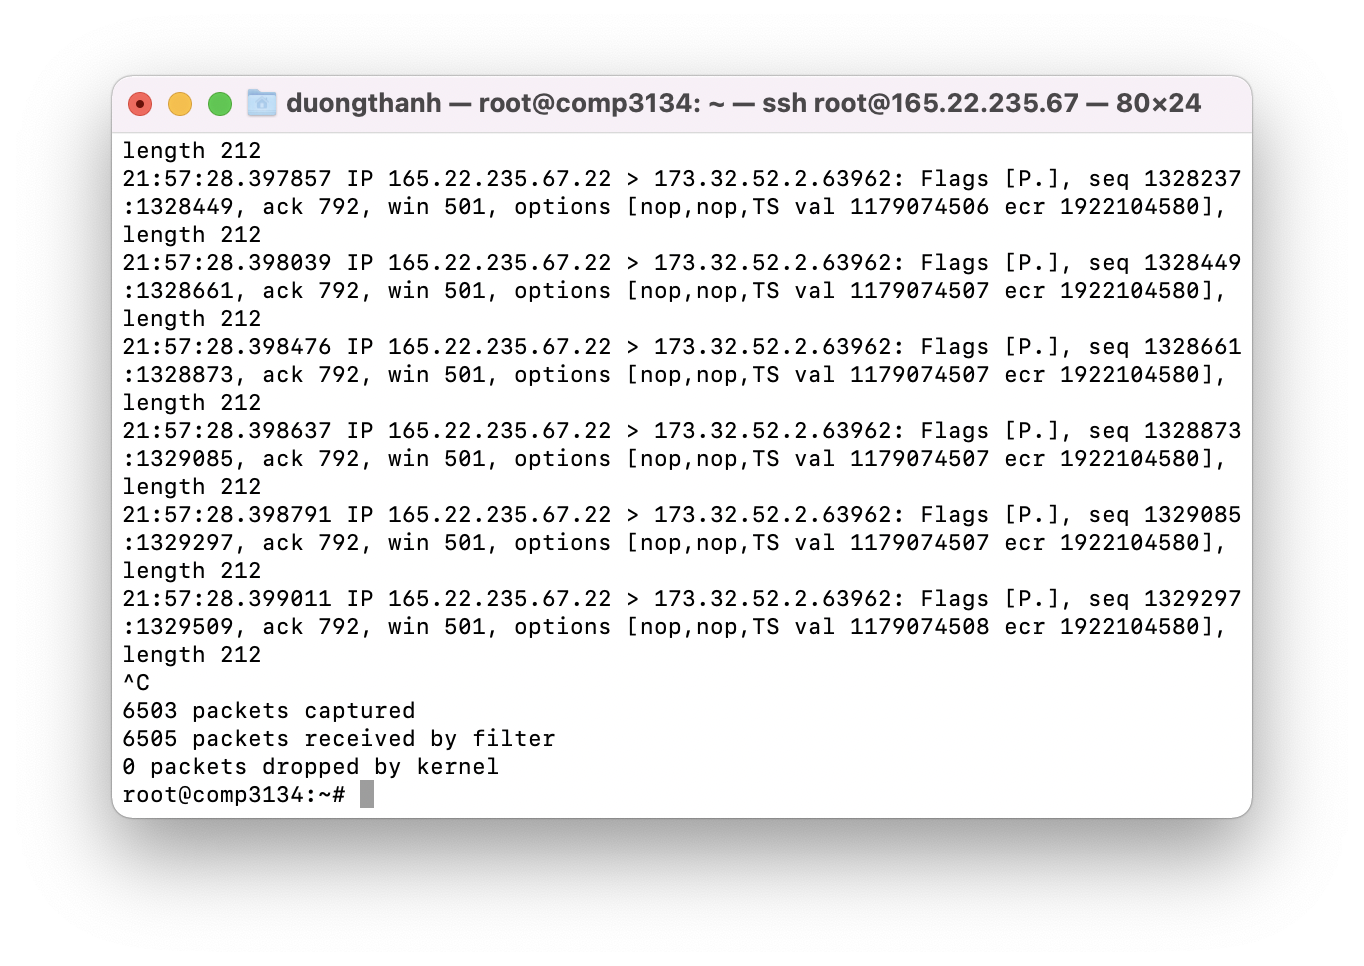 duongthanh — root@comp3134: ~ — ssh root@165.22.235.67 — 80×24
length 212
21:57:28.397857 IP 165.22.235.67.22 > 173.32.52.2.63962: Flags [P.], seq 1328237
:1328449, ack 792, win 501, options [nop,nop,TS val 1179074506 ecr 1922104580],
length 212
21:57:28.398039 IP 165.22.235.67.22 > 173.32.52.2.63962: Flags [P.], seq 1328449
:1328661, ack 792, win 501, options [nop,nop,TS val 1179074507 ecr 1922104580],
length 212
21:57:28.398476 IP 165.22.235.67.22 > 173.32.52.2.63962: Flags [P.], seq 1328661
:1328873, ack 792, win 501, options [nop,nop,TS val 1179074507 ecr 1922104580],
length 212
21:57:28.398637 IP 165.22.235.67.22 > 173.32.52.2.63962: Flags [P.], seq 1328873
:1329085, ack 792, win 501, options [nop,nop,TS val 1179074507 ecr 1922104580],
length 212
21:57:28.398791 IP 165.22.235.67.22 > 173.32.52.2.63962: Flags [P.], seq 1329085
:1329297, ack 792, win 501, options [nop,nop,TS val 1179074507 ecr 1922104580],
length 212
21:57:28.399011 IP 165.22.235.67.22 > 173.32.52.2.63962: Flags [P.], seq 1329297
:1329509, ack 792, win 501, options [nop,nop,TS val 1179074508 ecr 1922104580],
length 212
^C
6503 packets captured
6505 packets received by filter
0 packets dropped by kernel
root@comp3134:~#